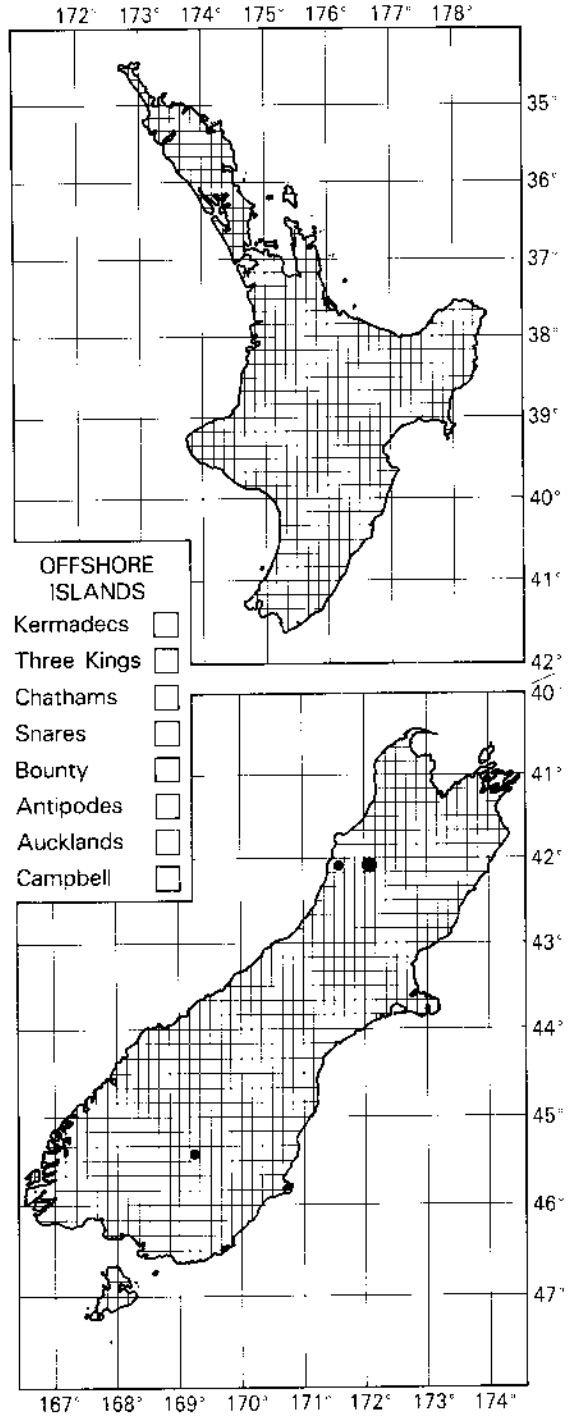 172° 173° 174° 175° 176° 177° 178°
35°
36°
37°
38°
39°
40°
41°
42°
OFFSHORE
ISLANDS
Kermadecs
Three Kings
Chathams
Snares
Bounty
Antipodes
Aucklands
Campbell
40°
41°
42°
43°
44°
45°
46°
47°
167° 168° 169° 170° 171° 172° 173° 174°